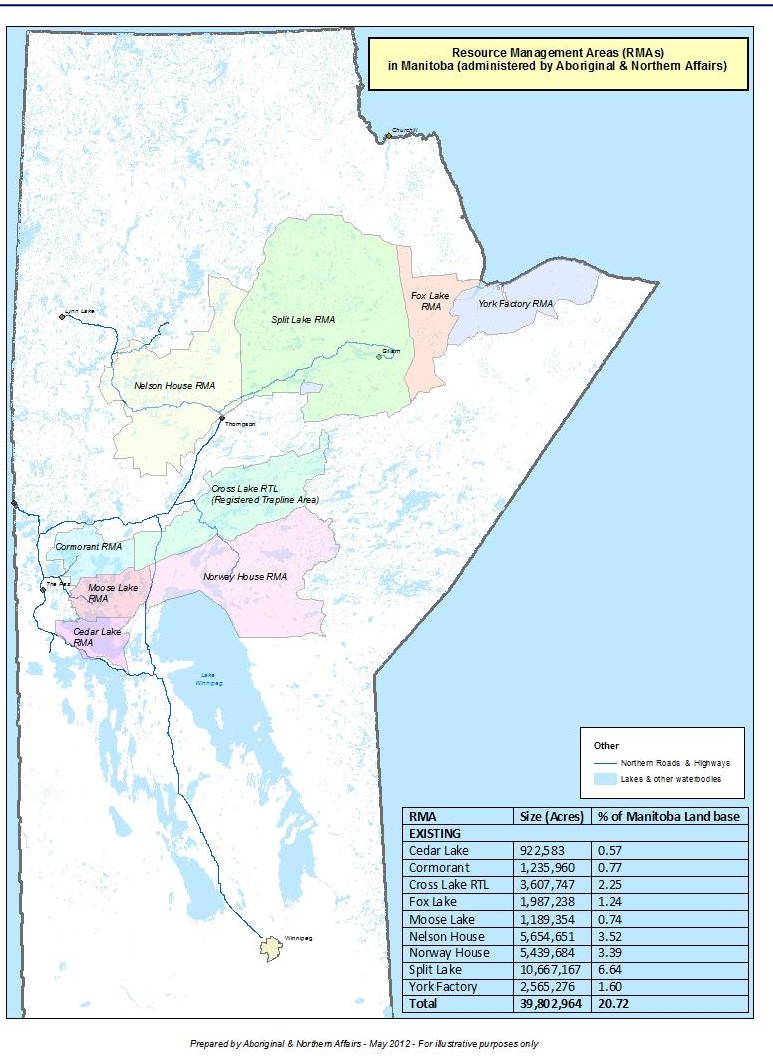 Resource Management Areas (RMAs)
in Manitoba (administered by Aboriginal & Northern Affairs)
Churchill
Fox Lake
RMA
York Factory RMA
Split Lake RMA
Lynn Lake
Gillam
Nelson House RMA
Thompson
Cross Lake RTL
(Registered Trapline Area)
Cormorant RMA
Norway House RMA
The Pas
Moose Lake
RMA
Cedar Lake
RMA
Lake
Winnipeg
Winnipeg
Other
Northern Roads & Highways
Lakes & other waterbodies
RMA Size (Acres) % of Manitoba Land base
EXISTING
Cedar Lake 922,583 0.57
Cormorant 1,235,960 0.77
Cross Lake RTL 3,607,747 2.25
Fox Lake 1,987,238 1.24
Moose Lake 1,189,354 0.74
Nelson House 5,654,651 3.52
Norway House 5,439,684 3.39
Split Lake 10,667,167 6.64
York Factory 2,565,276 1.60
Total 39,802,964 20.72
Prepared by Aboriginal & Northern Affairs - May 2012 - For illustrative purposes only